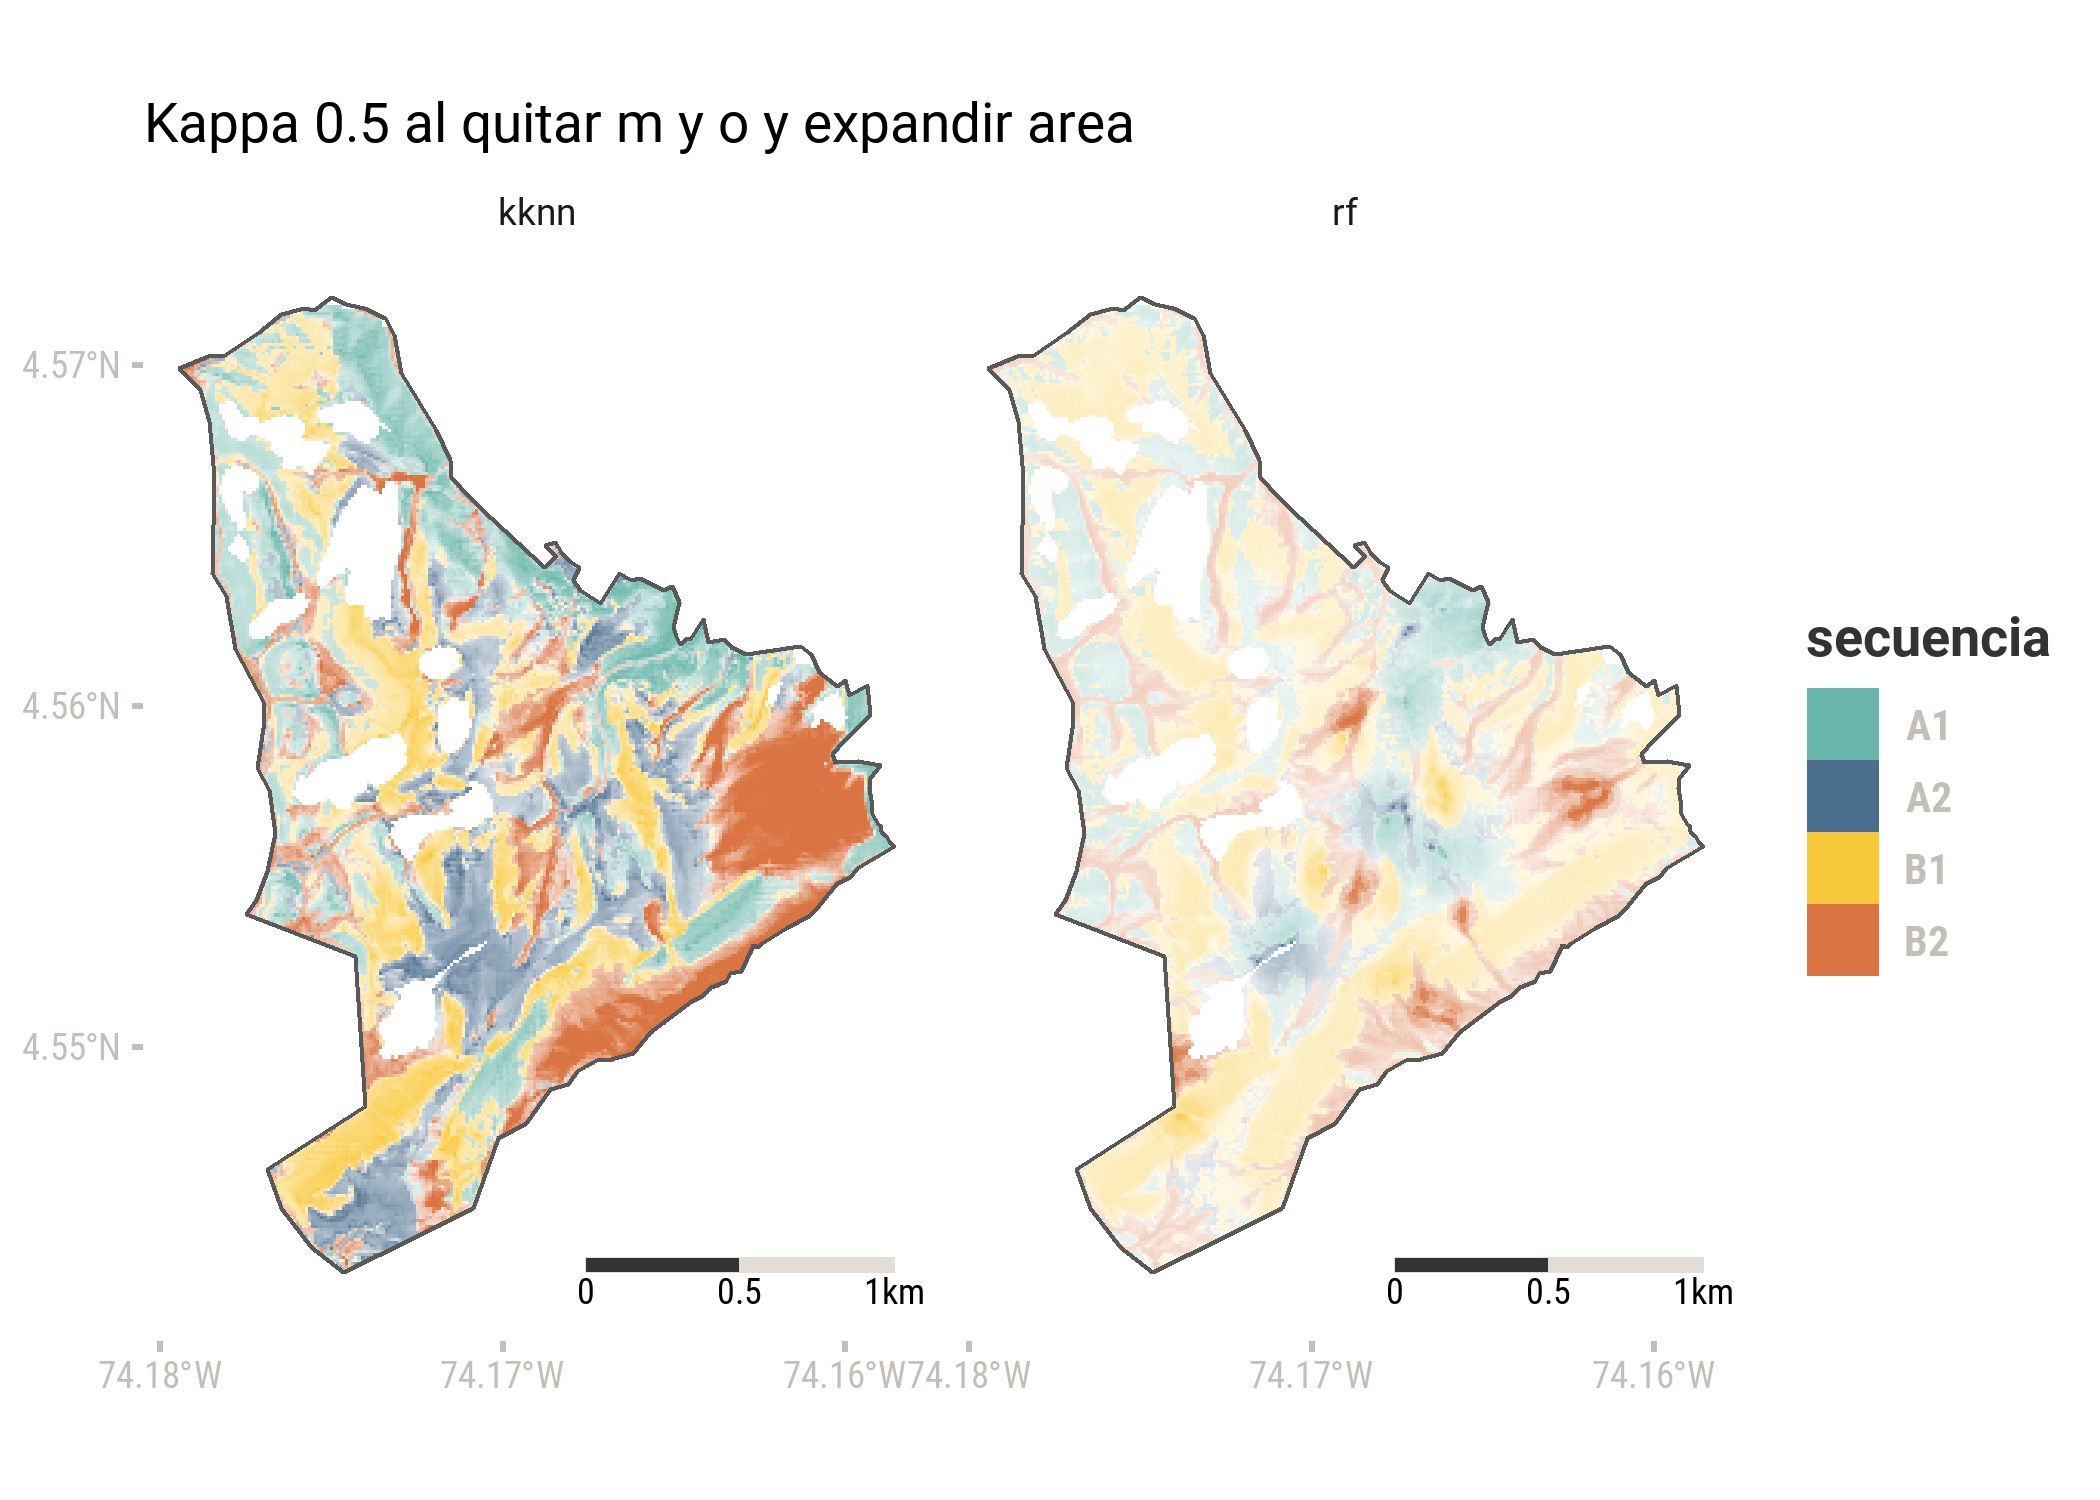 Kappa 0.5 al quitar m y o y expandir area
kknn
rf
4.57°N
4.56°N
4.55°N
secuencia
A1
A2
B1
B2
0 0.5 1km
0 0.5 1km
74.18°W 74.17°W 74.16°W 74.18°W 74.17°W 74.16°W